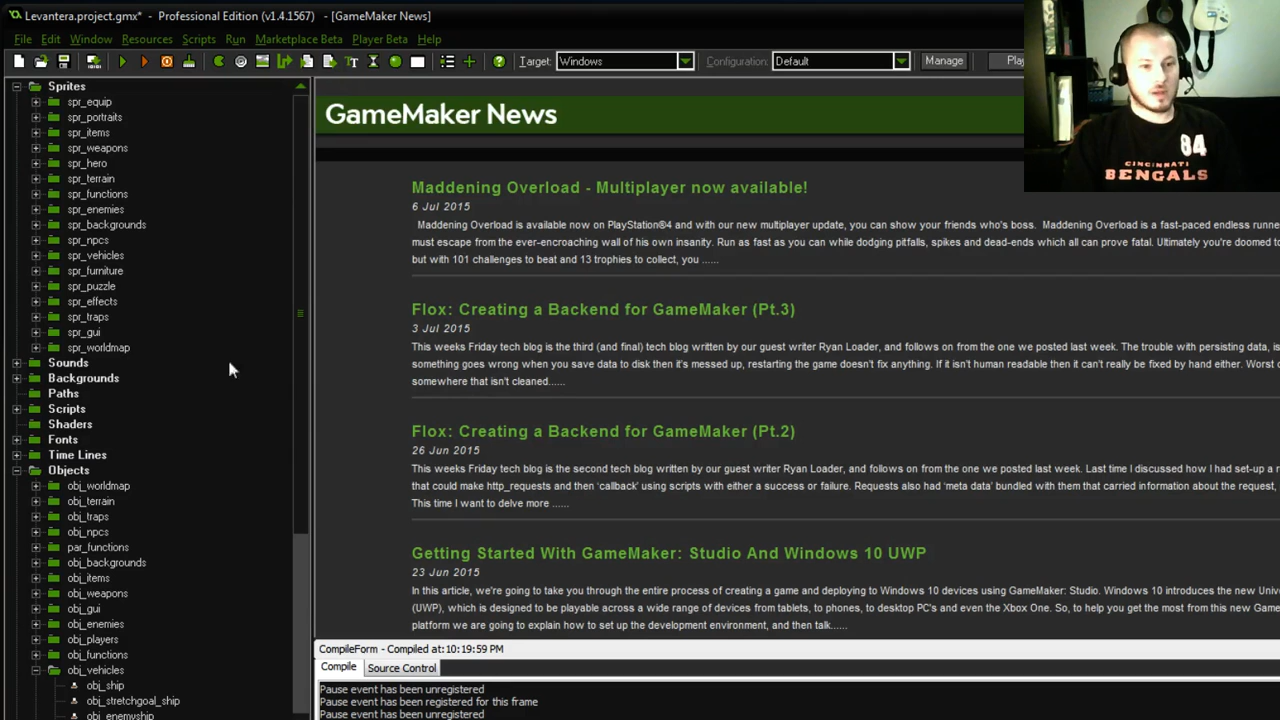 Levantera.project.gmx* - Professional Edition (v1.4.1567) - [GameMaker News]
File Edit Window Resources Scripts Run Marketplace Beta Player Beta Help
Target: Windows Configuration: Default Manage
Sprites
spr_equip
spr_portraits
spr_items
spr_weapons
spr_hero
spr_terrain
spr_functions
spr_enemies
spr_backgrounds
spr_npcs
spr_vehicles
spr_furniture
spr_puzzle
spr_effects
spr_traps
spr_gui
spr_worldmap
Sounds
Backgrounds
Paths
Scripts
Shaders
Fonts
Time Lines
Objects
obj_worldmap
obj_terrain
obj_traps
obj_npcs
par_functions
obj_backgrounds
obj_items
obj_weapons
obj_gui
obj_enemies
obj_players
obj_functions
obj_vehicles
obj_ship
obj_stretchgoal_ship
obj_enemyship
GameMaker News
Maddening Overload - Multiplayer now available!
6 Jul 2015
Maddening Overload is available now on PlayStation®4 and with our new multiplayer update, you can show your friends who's boss. Maddening Overload is a fast-paced endless runne
must escape from the ever-encroaching wall of his own insanity. Run as fast as you can while dodging pitfalls, spikes and dead-ends which all can prove fatal. Ultimately you're doomed to
but with 101 challenges to beat and 13 trophies to collect, you ......
Flox: Creating a Backend for GameMaker (Pt.3)
3 Jul 2015
This weeks Friday tech blog is the third (and final) tech blog written by our guest writer Ryan Loader, and follows on from the one we posted last week. The trouble with persisting data, is
something goes wrong when you save data to disk then it's messed up, restarting the game doesn't fix anything. If it isn't human readable then it can't really be fixed by hand either. Worst
somewhere that isn't cleaned......
Flox: Creating a Backend for GameMaker (Pt.2)
26 Jun 2015
This weeks Friday tech blog is the second tech blog written by our guest writer Ryan Loader, and follows on from the one we posted last week. Last time I discussed how I had set-up a
that could make http_requests and then 'callback' using scripts with either a success or failure. Requests also had 'meta data' bundled with them that carried information about the request,
This time I want to delve more ......
Getting Started With GameMaker: Studio And Windows 10 UWP
23 Jun 2015
In this article, we're going to take you through the entire process of creating a game and deploying to Windows 10 devices using GameMaker: Studio. Windows 10 introduces the new
(UWP), which is designed to be playable across a wide range of devices from tablets, to phones, to desktop PC's and even the Xbox One. So, to help you get the most from this new
platform we are going to explain how to set up the development environment, and then talk......
CompileForm - Compiled at:10:19:59 PM
Compile Source Control
Pause event has been unregistered
Pause event has been registered for this frame
Pause event has been unregistered
84
CINCINNATI
BENGALS